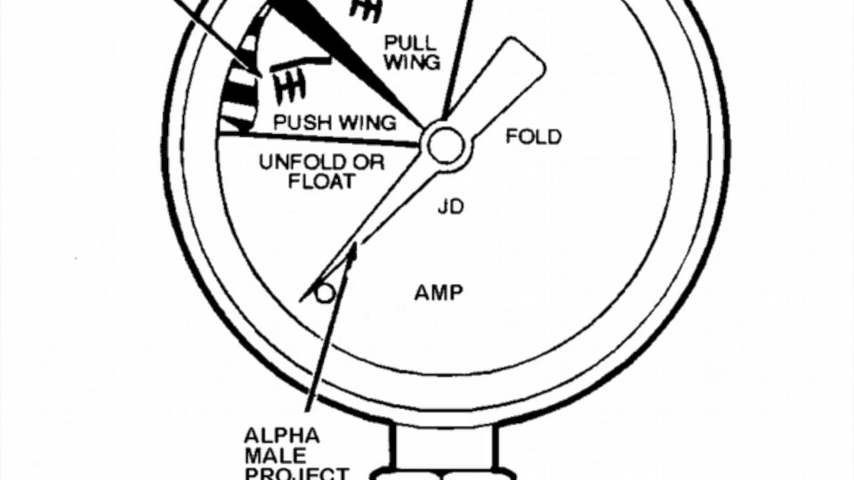 PULL
WING
PUSH WING
FOLD
UNFOLD OR
FLOAT
JD
AMP
ALPHA
MALE
PROJECT